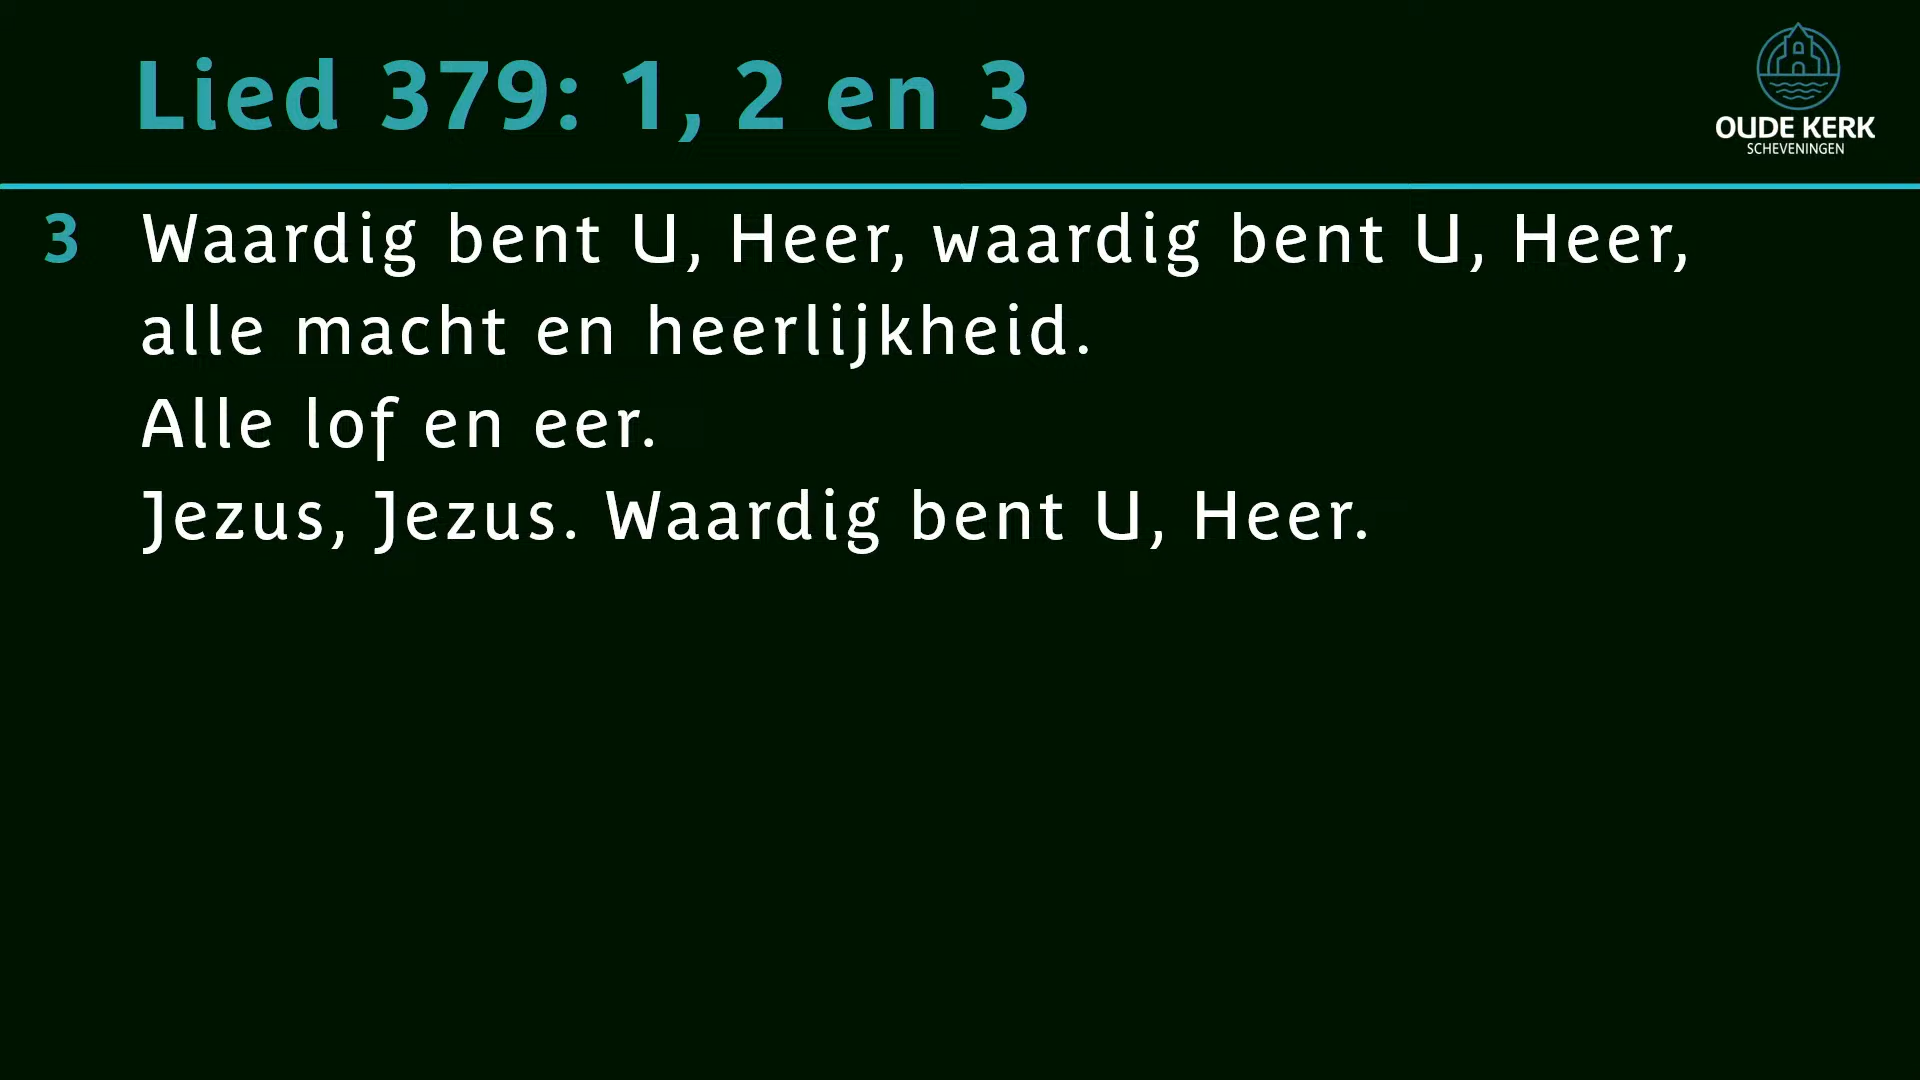 Lied 379: 1, 2 en 3
OUDE KERK
SCHEVENINGEN
3 Waardig bent U, Heer, waardig bent U, Heer,
alle macht en heerlijkheid.
Alle lof en eer.
Jezus, Jezus. Waardig bent U, Heer.